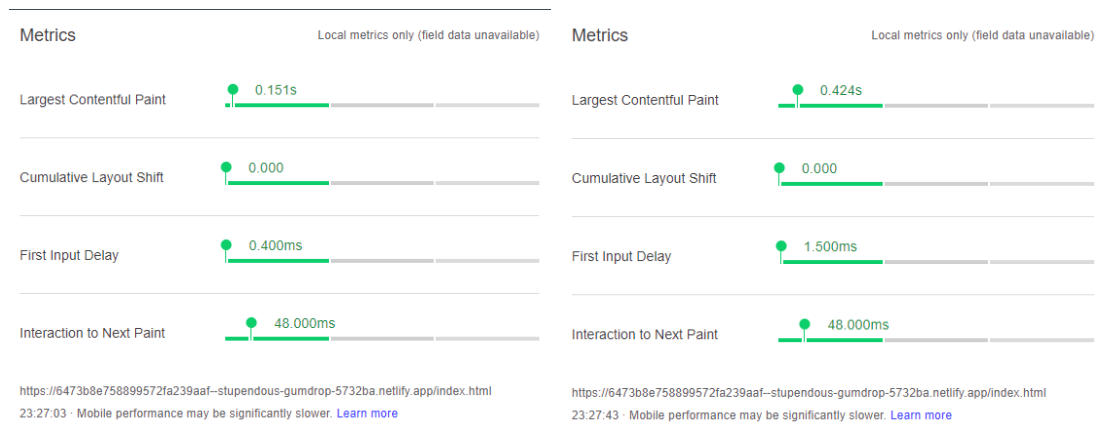 Metrics
Local metrics only (field data unavailable)
Largest Contentful Paint
0.151s
Cumulative Layout Shift
0.000
First Input Delay
0.400ms
Interaction to Next Paint
48.000ms
https://6473b8e758899572fa239aaf--stupendous-gumdrop-5732ba.netlify.app/index.html
23:27:03 · Mobile performance may be significantly slower. Learn more
Metrics
Local metrics only (field data unavailable)
Largest Contentful Paint
0.424s
Cumulative Layout Shift
0.000
First Input Delay
1.500ms
Interaction to Next Paint
48.000ms
https://6473b8e758899572fa239aaf--stupendous-gumdrop-5732ba.netlify.app/index.html
23:27:43 · Mobile performance may be significantly slower. Learn more